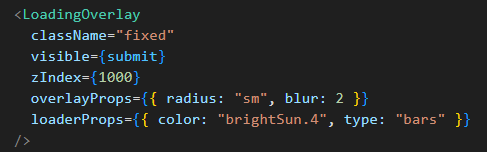 <LoadingOverlay
className="fixed"
visible={submit}
zIndex={1000}
overlayProps={{ radius: "sm", blur: 2 }}
loaderProps={{ color: "brightSun.4", type: "bars" }}
/>